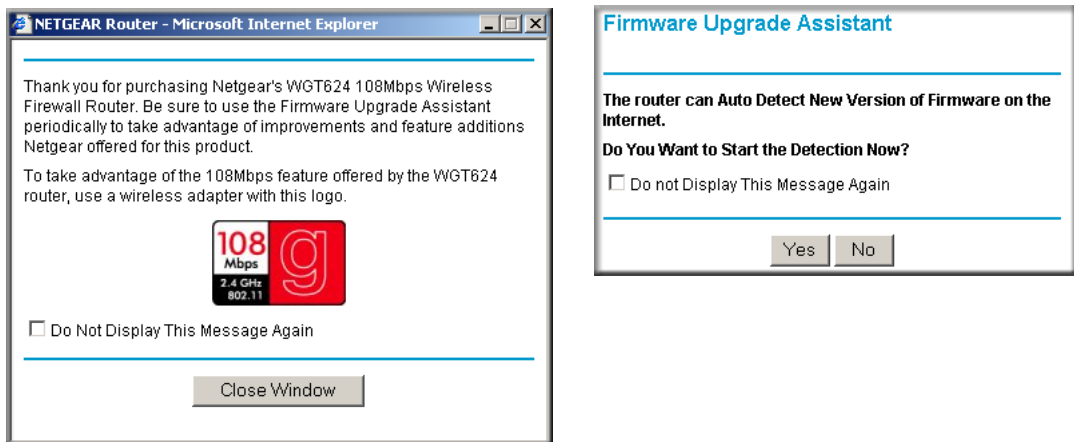 NETGEAR Router - Microsoft Internet Explorer
Thank you for purchasing Netgear's WGT624 108Mbps Wireless
Firewall Router. Be sure to use the Firmware Upgrade Assistant
periodically to take advantage of improvements and feature additions
Netgear offered for this product.
To take advantage of the 108Mbps feature offered by the WGT624
router, use a wireless adapter with this logo.
108
Mbps
2.4 GHz
802.11
g
Do Not Display This Message Again
Close Window
Firmware Upgrade Assistant
The router can Auto Detect New Version of Firmware on the
Internet.
Do You Want to Start the Detection Now?
Do not Display This Message Again
Yes No